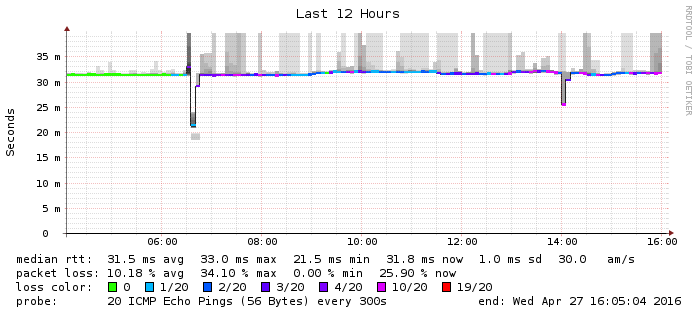 Last 12 Hours
RRDTOOL / TOBI OETIKER
Seconds
35 m
30 m
25 m
20 m
15 m
10 m
5 m
0
06:00 08:00 10:00 12:00 14:00 16:00
median rtt: 31.5 ms avg 33.0 ms max 21.5 ms min 31.8 ms now 1.0 ms sd 30.0 am/s
packet loss: 10.18 % avg 34.10 % max 0.00 % min 25.90 % now
loss color: 0 1/20 2/20 3/20 4/20 10/20 19/20
probe: 20 ICMP Echo Pings (56 Bytes) every 300s end: Wed Apr 27 16:05:04 2016